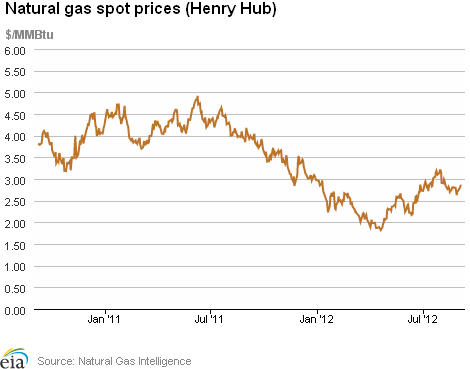 Natural gas spot prices (Henry Hub)
$/MMBtu
6.00
5.50
5.00
4.50
4.00
3.50
3.00
2.50
2.00
1.50
1.00
0.50
0.00
Jan '11
Jul '11
Jan '12
Jul '12
eia
Source: Natural Gas Intelligence